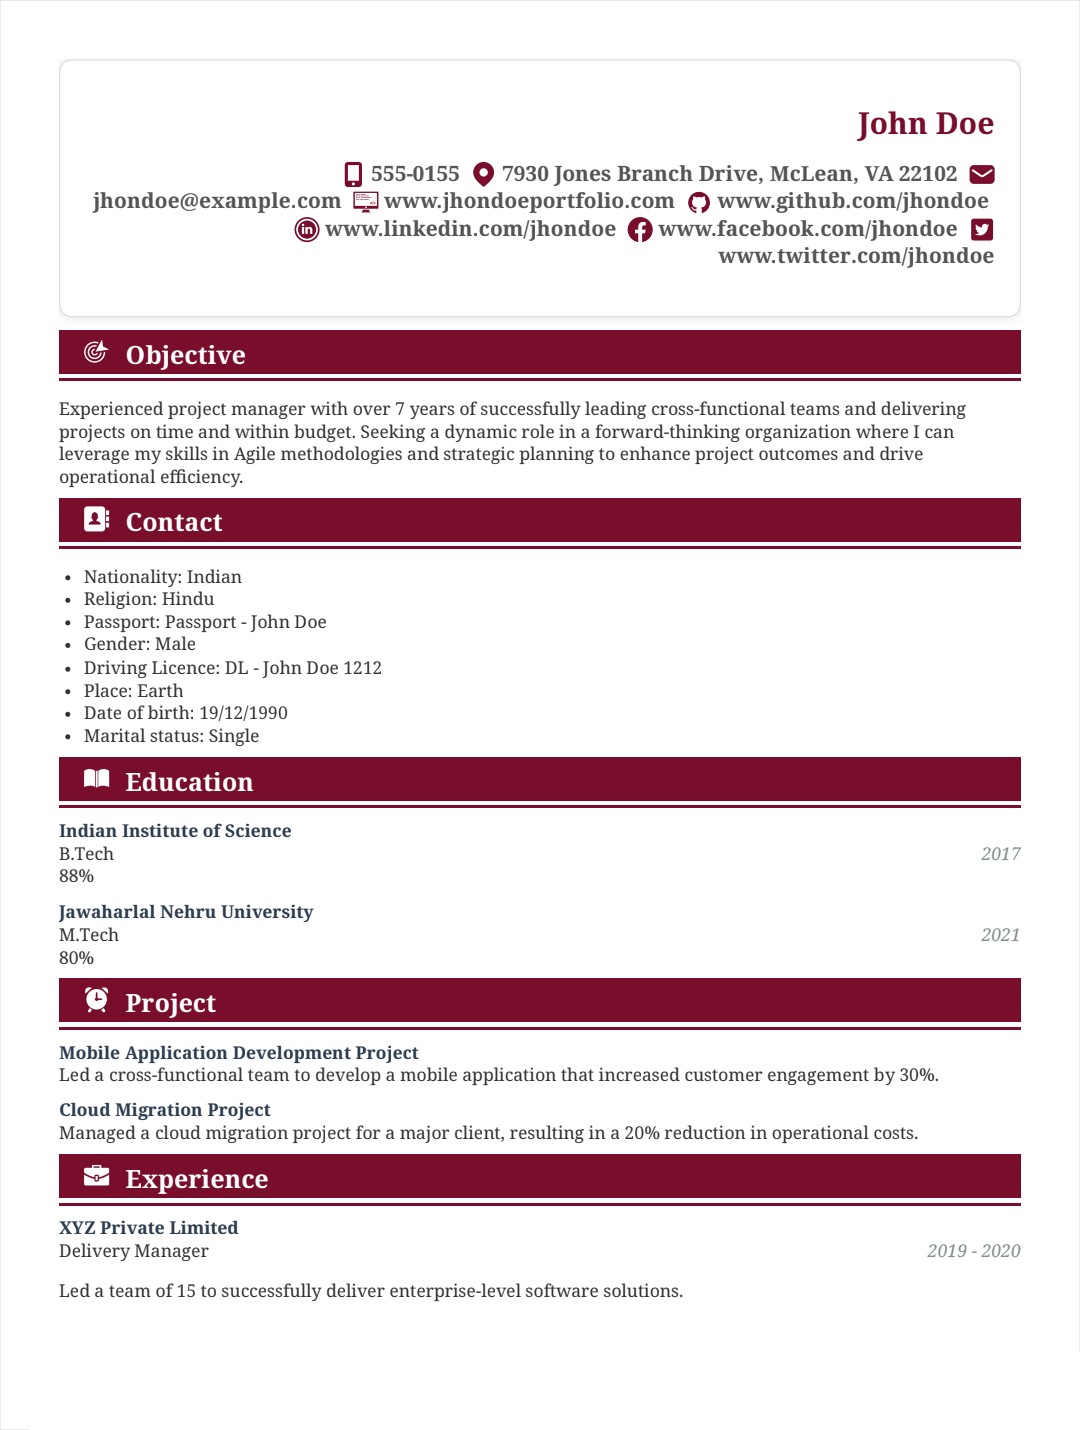 John Doe
555-0155 7930 Jones Branch Drive, McLean, VA 22102
jhondoe@example.com www.jhondoeportfolio.com www.github.com/jhondoe
www.linkedin.com/jhondoe www.facebook.com/jhondoe
www.twitter.com/jhondoe
Objective
Experienced project manager with over 7 years of successfully leading cross-functional teams and delivering
projects on time and within budget. Seeking a dynamic role in a forward-thinking organization where I can
leverage my skills in Agile methodologies and strategic planning to enhance project outcomes and drive
operational efficiency.
Contact
• Nationality: Indian
• Religion: Hindu
• Passport: Passport - John Doe
• Gender: Male
• Driving Licence: DL - John Doe 1212
• Place: Earth
• Date of birth: 19/12/1990
• Marital status: Single
Education
Indian Institute of Science
B.Tech 2017
88%
Jawaharlal Nehru University
M.Tech 2021
80%
Project
Mobile Application Development Project
Led a cross-functional team to develop a mobile application that increased customer engagement by 30%.
Cloud Migration Project
Managed a cloud migration project for a major client, resulting in a 20% reduction in operational costs.
Experience
XYZ Private Limited
Delivery Manager 2019 - 2020
Led a team of 15 to successfully deliver enterprise-level software solutions.